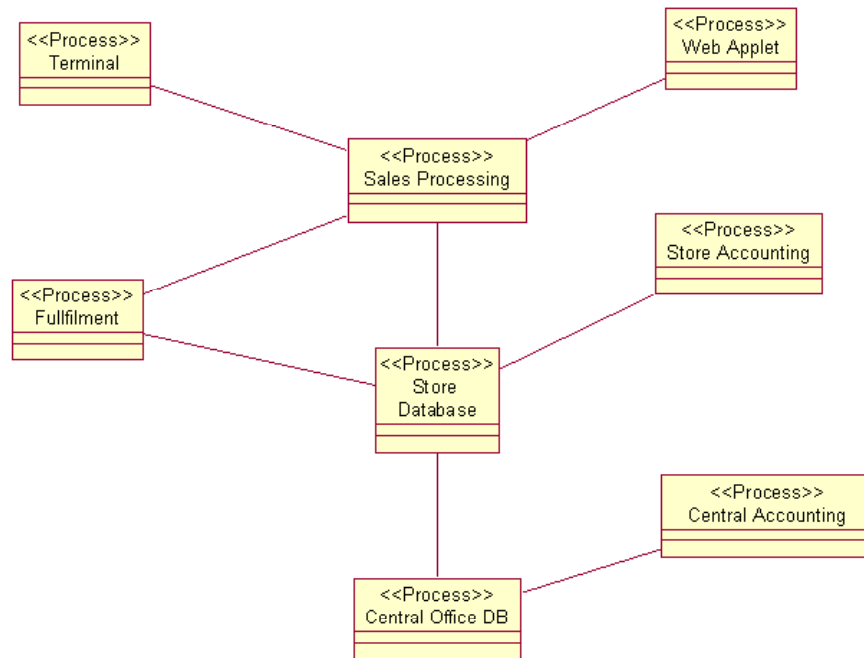 <<Process>>
Terminal
<<Process>>
Web Applet
<<Process>>
Sales Processing
<<Process>>
Store Accounting
<<Process>>
Fullfilment
<<Process>>
Store
Database
<<Process>>
Central Accounting
<<Process>>
Central Office DB